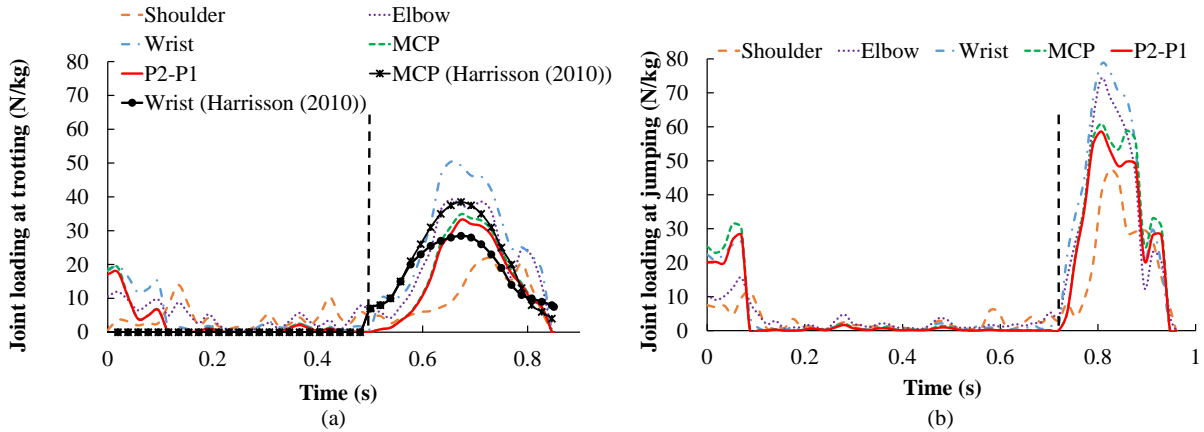 Shoulder
Elbow
Wrist
MCP
P2-P1
MCP (Harrisson (2010))
Wrist (Harrisson (2010))
Joint loading at trotting (N/kg)
80
70
60
50
40
30
20
10
0
0 0.2 0.4 0.6 0.8
Time (s)
(a)
Shoulder Elbow Wrist MCP P2-P1
Joint loading at jumping (N/kg)
80
70
60
50
40
30
20
10
0
0 0.2 0.4 0.6 0.8 1
Time (s)
(b)